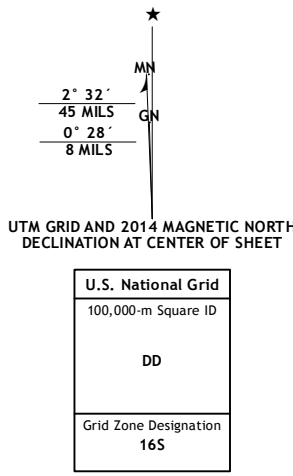 ★
MN
GN
2° 32´
45 MILS
0° 28´
8 MILS
UTM GRID AND 2014 MAGNETIC NORTH
DECLINATION AT CENTER OF SHEET
U.S. National Grid
100,000-m Square ID
DD
Grid Zone Designation
16S